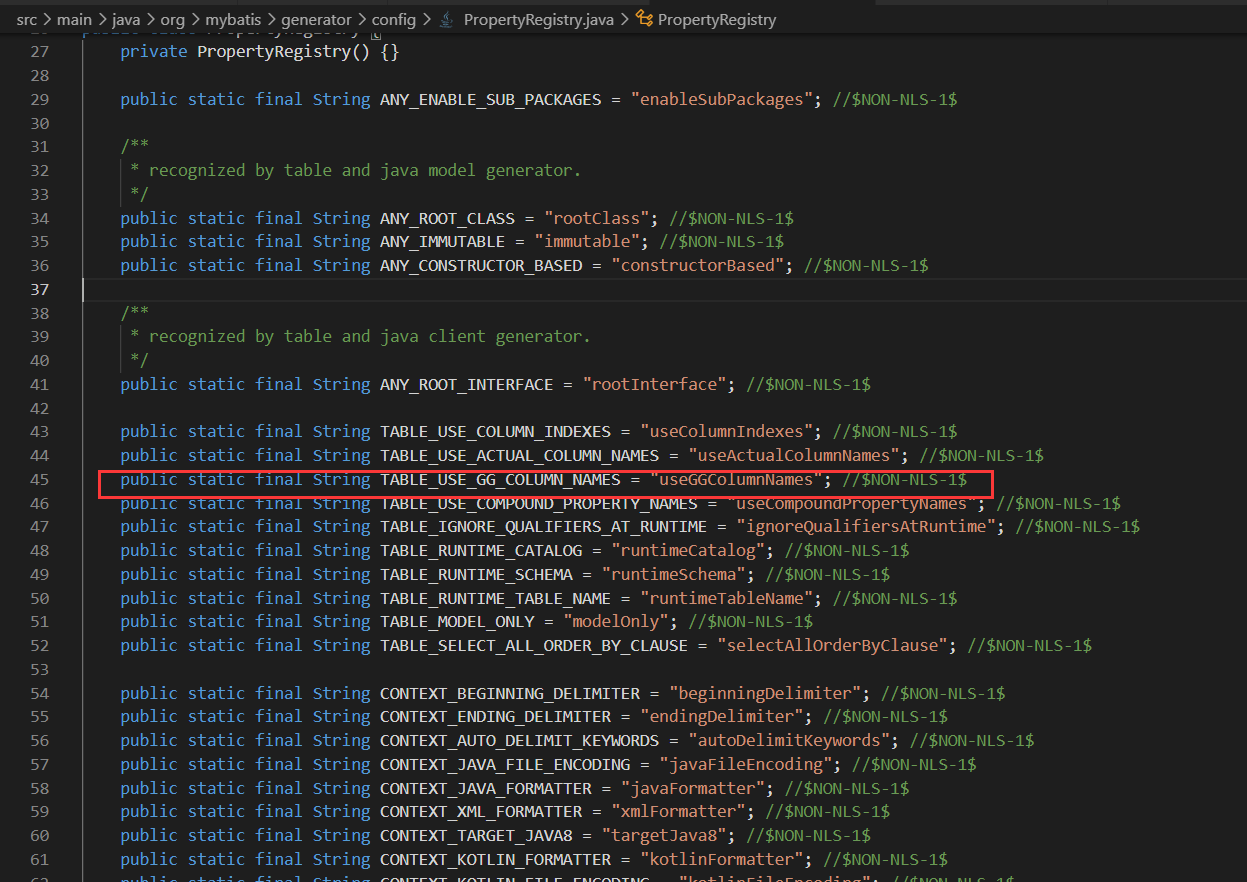 src > main > java > org > mybatis > generator > config > PropertyRegistry.java > PropertyRegistry
27 private PropertyRegistry() {}
28
29 public static final String ANY_ENABLE_SUB_PACKAGES = "enableSubPackages"; //$NON-NLS-1$
30
31 /**
32 * recognized by table and java model generator.
33 */
34 public static final String ANY_ROOT_CLASS = "rootClass"; //$NON-NLS-1$
35 public static final String ANY_IMMUTABLE = "immutable"; //$NON-NLS-1$
36 public static final String ANY_CONSTRUCTOR_BASED = "constructorBased"; //$NON-NLS-1$
37
38 /**
39 * recognized by table and java client generator.
40 */
41 public static final String ANY_ROOT_INTERFACE = "rootInterface"; //$NON-NLS-1$
42
43 public static final String TABLE_USE_COLUMN_INDEXES = "useColumnIndexes"; //$NON-NLS-1$
44 public static final String TABLE_USE_ACTUAL_COLUMN_NAMES = "useActualColumnNames"; //$NON-NLS-1$
45 public static final String TABLE_USE_GG_COLUMN_NAMES = "useGGColumnNames"; //$NON-NLS-1$
46 public static final String TABLE_USE_COMPOUND_PROPERTY_NAMES = "useCompoundPropertyNames"; //$NON-NLS-1$
47 public static final String TABLE_IGNORE_QUALIFIERS_AT_RUNTIME = "ignoreQualifiersAtRuntime"; //$NON-NLS-1$
48 public static final String TABLE_RUNTIME_CATALOG = "runtimeCatalog"; //$NON-NLS-1$
49 public static final String TABLE_RUNTIME_SCHEMA = "runtimeSchema"; //$NON-NLS-1$
50 public static final String TABLE_RUNTIME_TABLE_NAME = "runtimeTableName"; //$NON-NLS-1$
51 public static final String TABLE_MODEL_ONLY = "modelOnly"; //$NON-NLS-1$
52 public static final String TABLE_SELECT_ALL_ORDER_BY_CLAUSE = "selectAllOrderByClause"; //$NON-NLS-1$
53
54 public static final String CONTEXT_BEGINNING_DELIMITER = "beginningDelimiter"; //$NON-NLS-1$
55 public static final String CONTEXT_ENDING_DELIMITER = "endingDelimiter"; //$NON-NLS-1$
56 public static final String CONTEXT_AUTO_DELIMIT_KEYWORDS = "autoDelimitKeywords"; //$NON-NLS-1$
57 public static final String CONTEXT_JAVA_FILE_ENCODING = "javaFileEncoding"; //$NON-NLS-1$
58 public static final String CONTEXT_JAVA_FORMATTER = "javaFormatter"; //$NON-NLS-1$
59 public static final String CONTEXT_XML_FORMATTER = "xmlFormatter"; //$NON-NLS-1$
60 public static final String CONTEXT_TARGET_JAVA8 = "targetJava8"; //$NON-NLS-1$
61 public static final String CONTEXT_KOTLIN_FORMATTER = "kotlinFormatter"; //$NON-NLS-1$